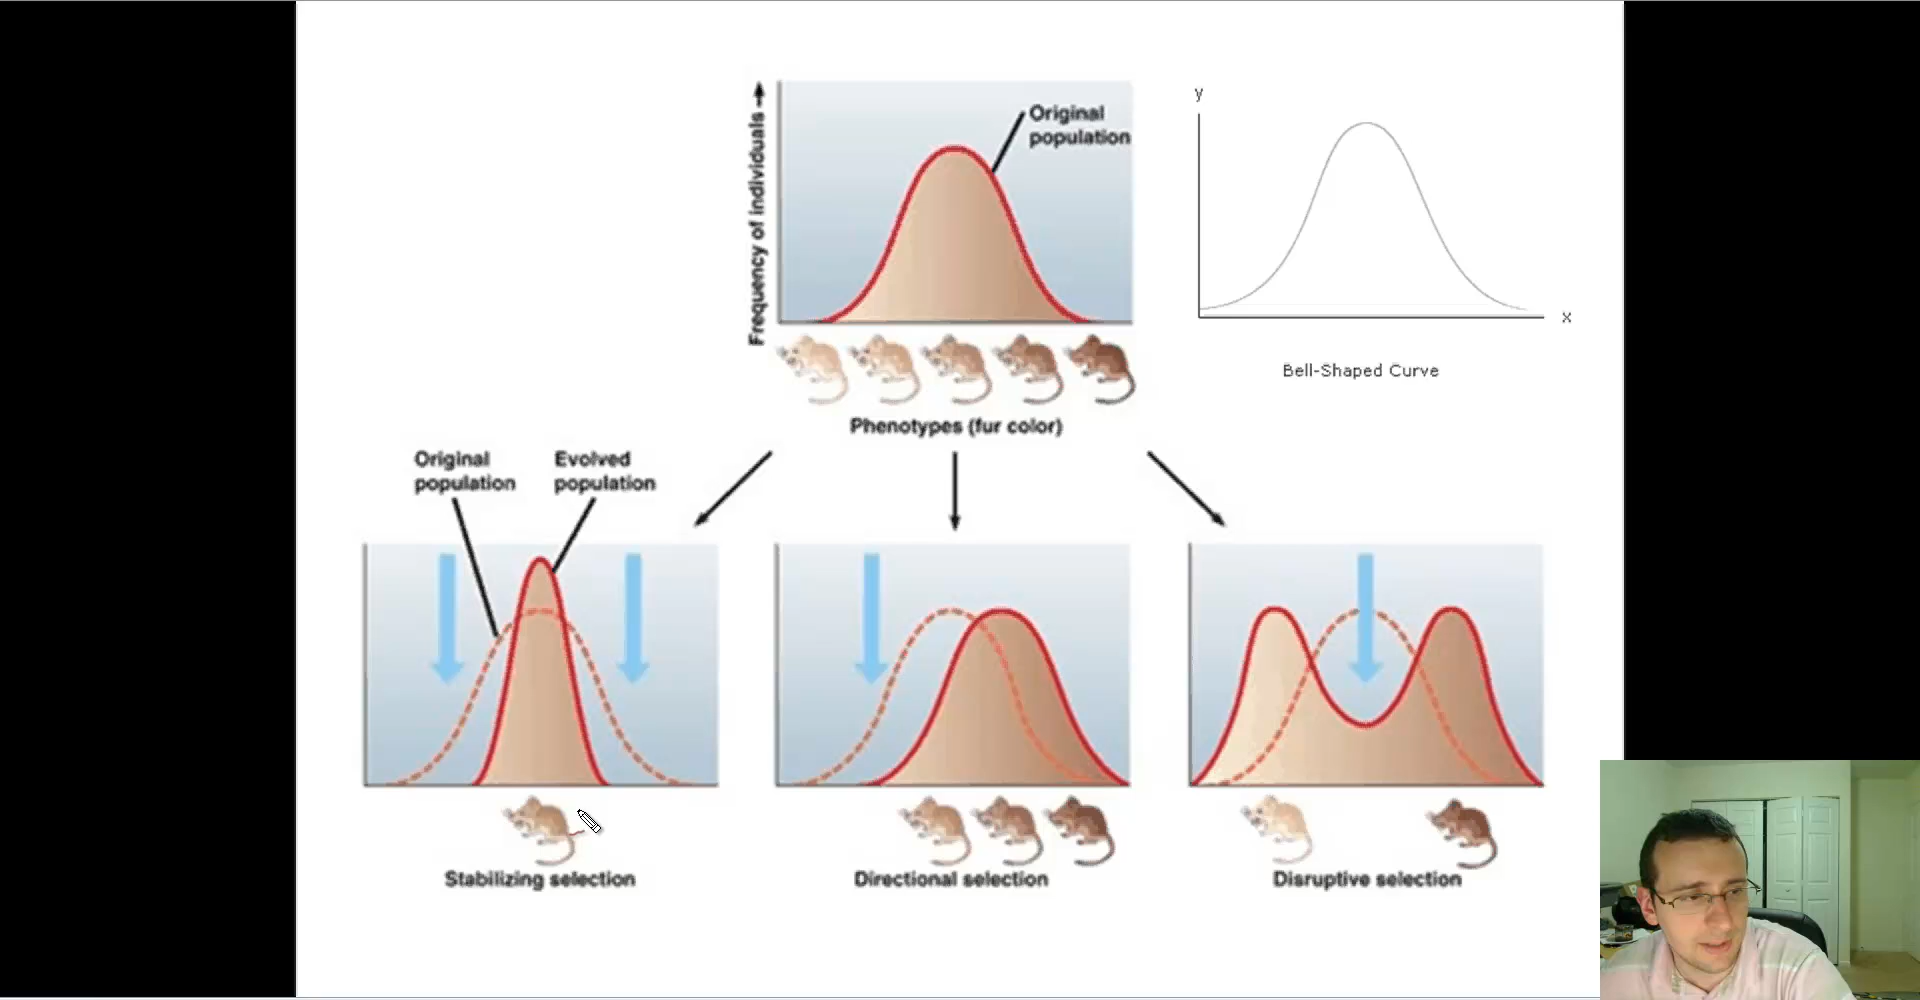 Frequency of individuals
Original
population
Phenotypes (fur color)
y
x
Bell-Shaped Curve
Original
population
Evolved
population
Stabilizing selection
Directional selection
Disruptive selection